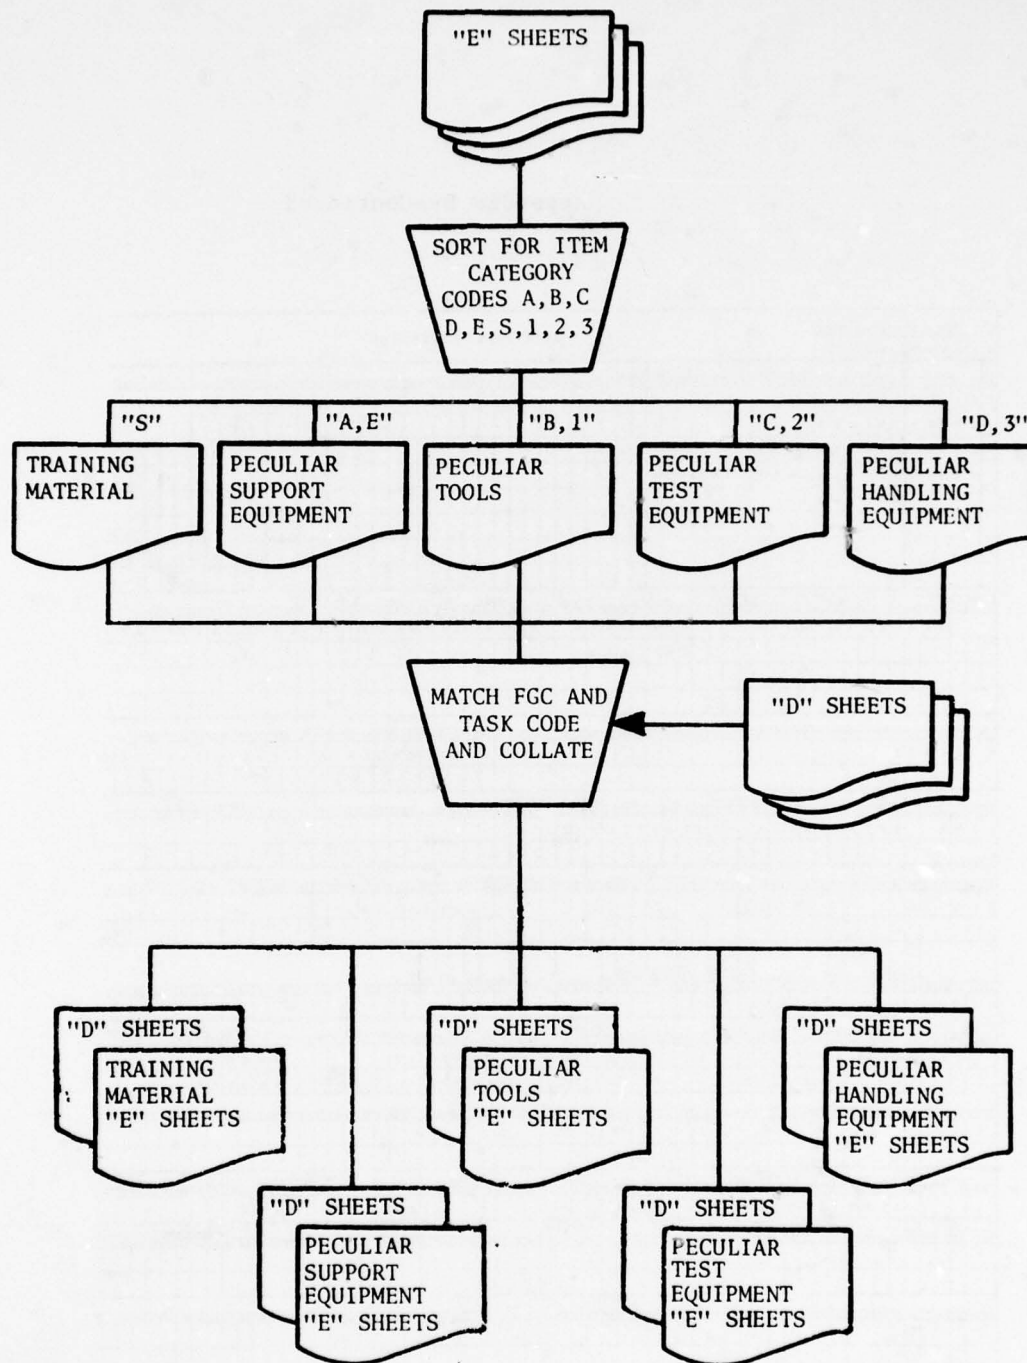 "E" SHEETS
SORT FOR ITEM
CATEGORY
CODES A,B,C
D,E,S,1,2,3
"S"
"A,E"
"B,1"
"C,2"
"D,3"
TRAINING
MATERIAL
PECULIAR
SUPPORT
EQUIPMENT
PECULIAR
TOOLS
PECULIAR
TEST
EQUIPMENT
PECULIAR
HANDLING
EQUIPMENT
MATCH FGC AND
TASK CODE
AND COLLATE
"D" SHEETS
"D" SHEETS
TRAINING
MATERIAL
"E" SHEETS
"D" SHEETS
PECULIAR
TOOLS
"E" SHEETS
"D" SHEETS
PECULIAR
HANDLING
EQUIPMENT
"E" SHEETS
"D" SHEETS
PECULIAR
SUPPORT
EQUIPMENT
"E" SHEETS
"D" SHEETS
PECULIAR
TEST
EQUIPMENT
"E" SHEETS